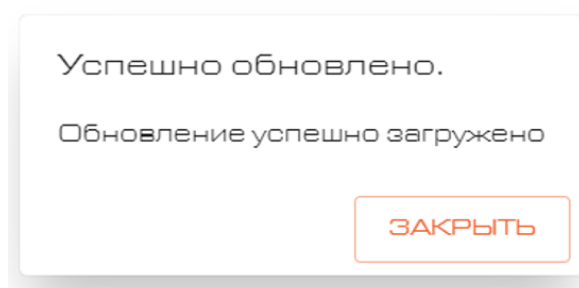 Успешно обновлено.
Обновление успешно загружено
ЗАКРЫТЬ